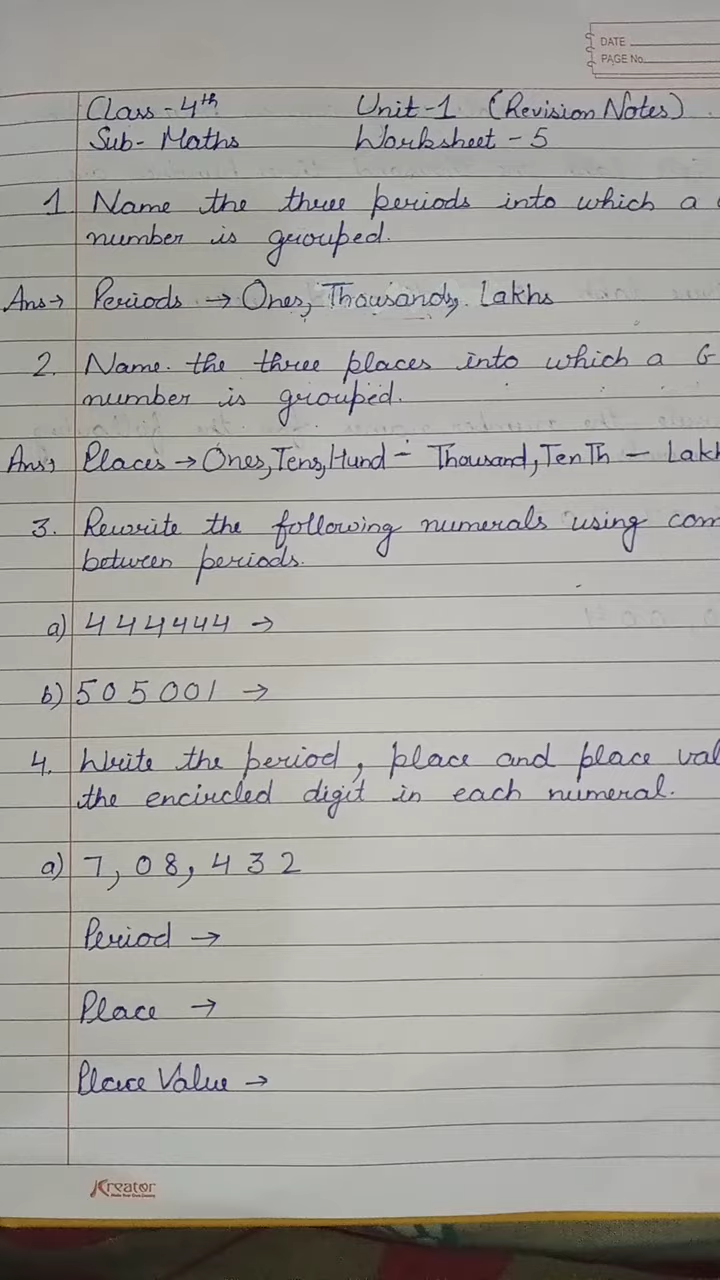 DATE
PAGE No.
Class - 4th Unit-1 (Revision Notes)
Sub- Maths Worksheet - 5
1. Name the three periods into which a
number is grouped.
Ans→ Periods → Ones, Thousands, Lakhs
2. Name. the three places into which a G
number is grouped.
Ans→ Places → Ones, Tens, Hund - Thousand, Ten Th - Lakh
3. Rewrite the following numerals using com
between periods.
a) 444444 →
b) 505001 →
4. Write the period, place and place val
the encircled digit in each numeral.
a) 7,08,432
Period →
Place →
Place Value →
Kreator